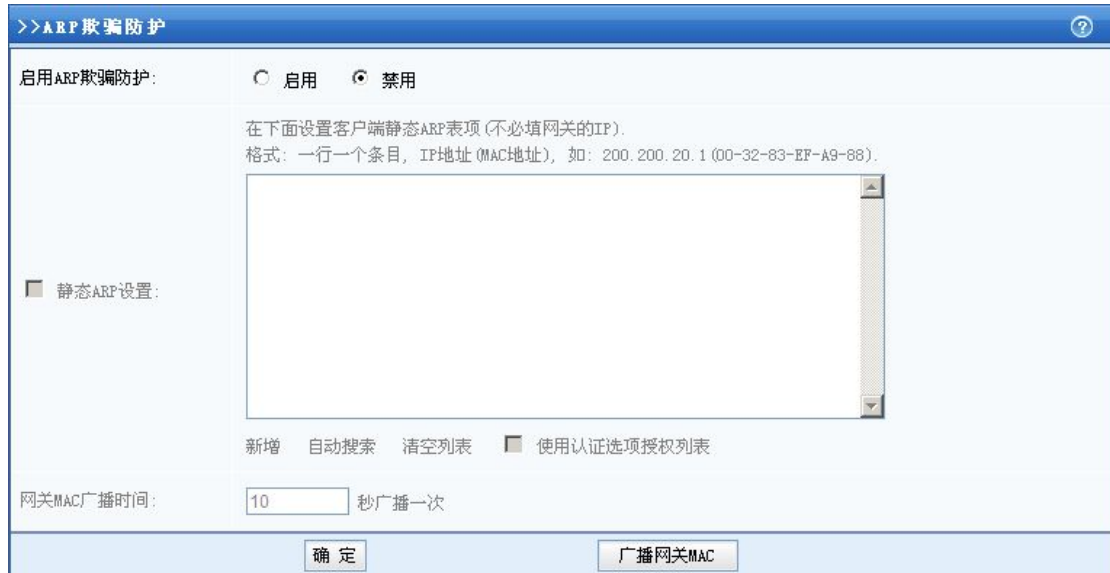 >>ARP欺骗防护
?
启用ARP欺骗防护: 启用 禁用
在下面设置客户端静态ARP表项(不必填网关的IP).
格式: 一行一个条目, IP地址(MAC地址), 如: 200.200.20.1(00-32-83-EF-A9-88).
静态ARP设置:
新增 自动搜索 清空列表 使用认证选项授权列表
网关MAC广播时间: 10 秒广播一次
确 定 广播网关MAC